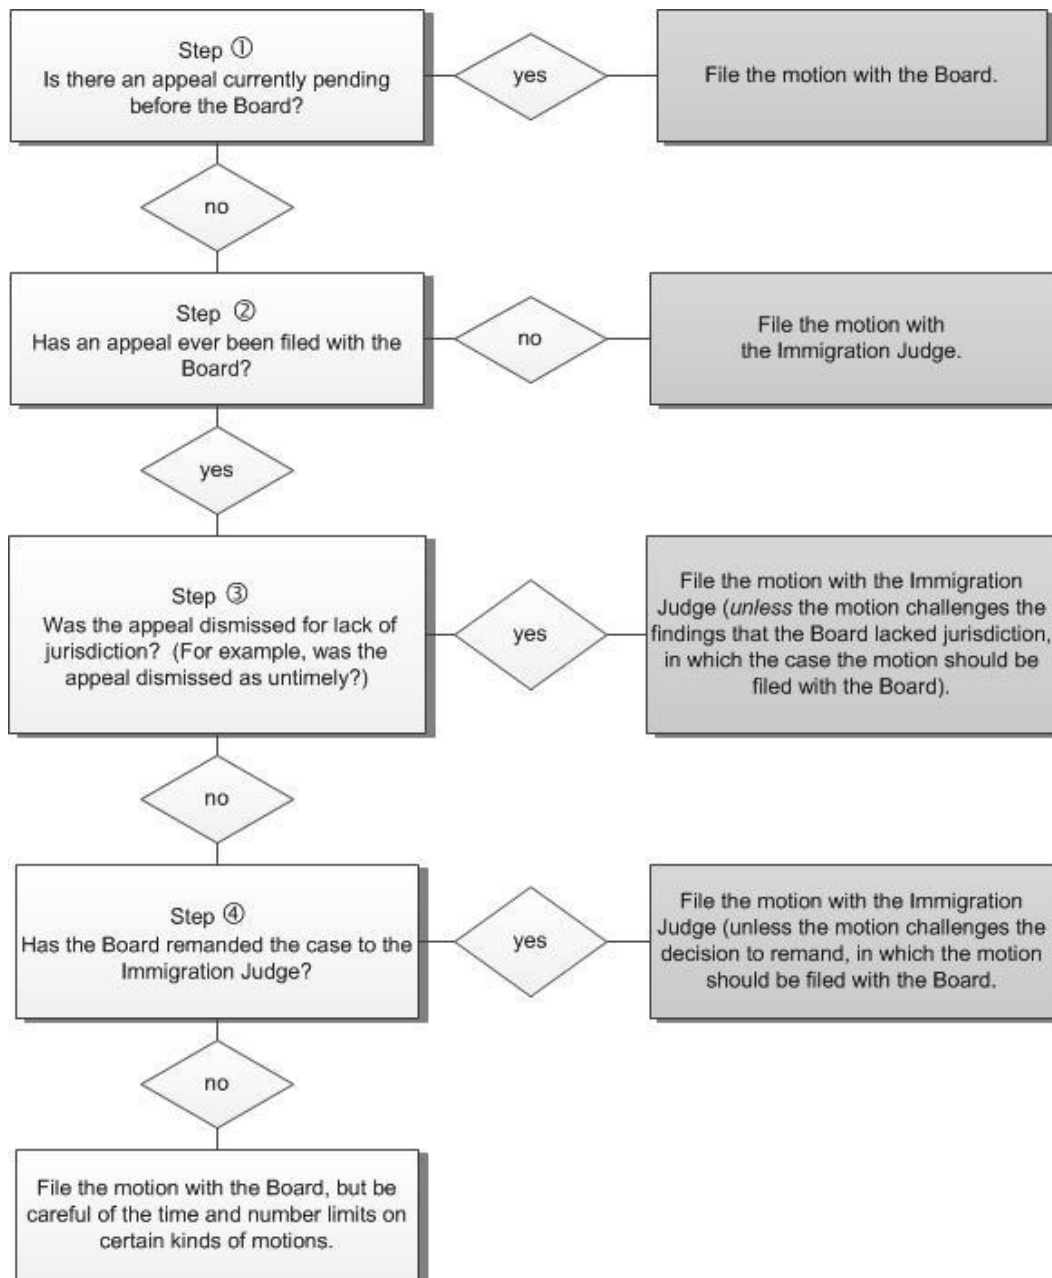 Step ①
Is there an appeal currently pending
before the Board?
yes
File the motion with the Board.
no
Step ②
Has an appeal ever been filed with the
Board?
no
File the motion with
the Immigration Judge.
yes
Step ③
Was the appeal dismissed for lack of
jurisdiction? (For example, was the
appeal dismissed as untimely?)
yes
File the motion with the Immigration
Judge (unless the motion challenges the
findings that the Board lacked jurisdiction,
in which the case the motion should be
filed with the Board).
no
Step ④
Has the Board remanded the case to the
Immigration Judge?
yes
File the motion with the Immigration
Judge (unless the motion challenges the
decision to remand, in which the motion
should be filed with the Board.
no
File the motion with the Board, but be
careful of the time and number limits on
certain kinds of motions.